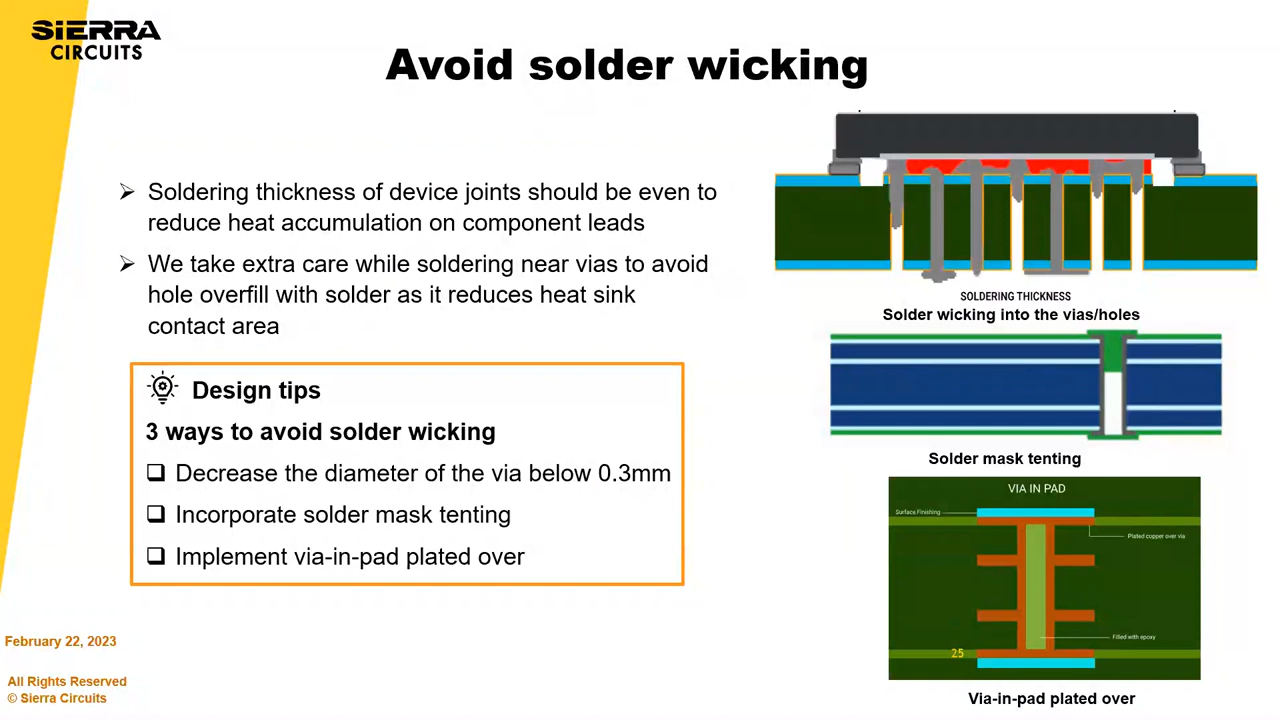 SIERRA
CIRCUITS
Avoid solder wicking
Soldering thickness of device joints should be even to
reduce heat accumulation on component leads
We take extra care while soldering near vias to avoid
hole overfill with solder as it reduces heat sink
contact area
Design tips
3 ways to avoid solder wicking
Decrease the diameter of the via below 0.3mm
Incorporate solder mask tenting
Implement via-in-pad plated over
SOLDERING THICKNESS
Solder wicking into the vias/holes
Solder mask tenting
VIA IN PAD
Surface Finishing
Plated copper over via
Filled with epoxy
25
Via-in-pad plated over
February 22, 2023
All Rights Reserved
© Sierra Circuits